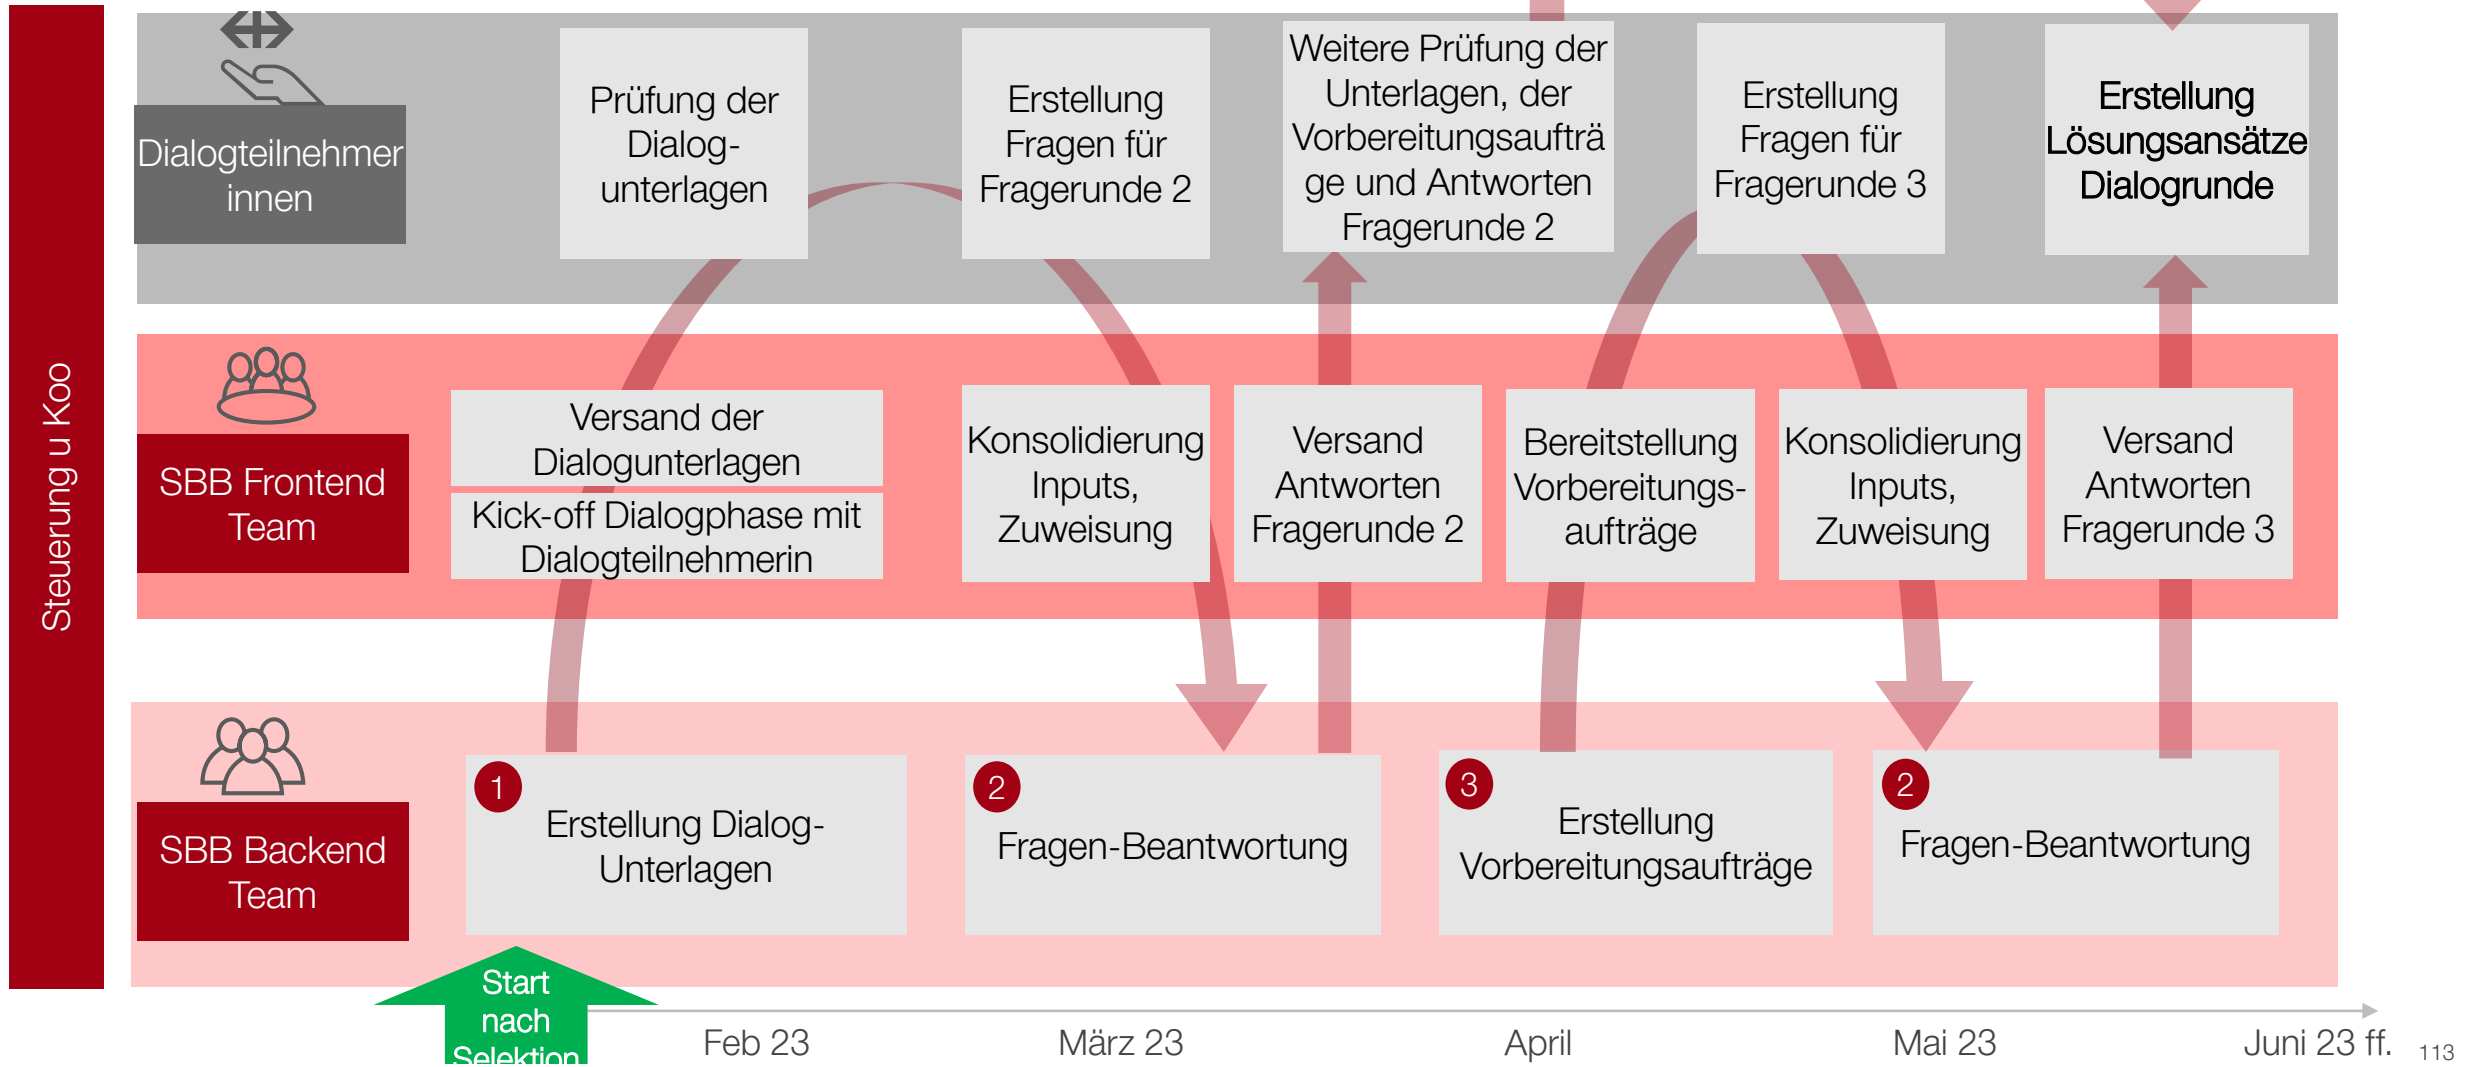 Steuerung u Koo
Dialogteilnehmer
innen
Prüfung der
Dialog-
unterlagen
Erstellung
Fragen für
Fragerunde 2
Weitere Prüfung der
Unterlagen, der
Vorbereitungsaufträ
ge und Antworten
Fragerunde 2
Erstellung
Fragen für
Fragerunde 3
Erstellung
Lösungsansätze
Dialogrunde
SBB Frontend
Team
Versand der
Dialogunterlagen
Kick-off Dialogphase mit
Dialogteilnehmerin
Konsolidierung
Inputs,
Zuweisung
Versand
Antworten
Fragerunde 2
Bereitstellung
Vorbereitungs-
aufträge
Konsolidierung
Inputs,
Zuweisung
Versand
Antworten
Fragerunde 3
SBB Backend
Team
1
Erstellung Dialog-
Unterlagen
2
Fragen-Beantwortung
3
Erstellung
Vorbereitungsaufträge
2
Fragen-Beantwortung
Start
nach
Selektion
Feb 23
März 23
April
Mai 23
Juni 23 ff.
113